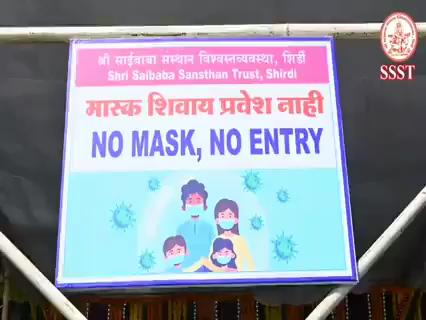 श्री साईबाबा संस्थान विश्वस्तव्यवस्था, शिर्डी
Shri Saibaba Sansthan Trust, Shirdi
मास्क शिवाय प्रवेश नाही
NO MASK, NO ENTRY
SSST